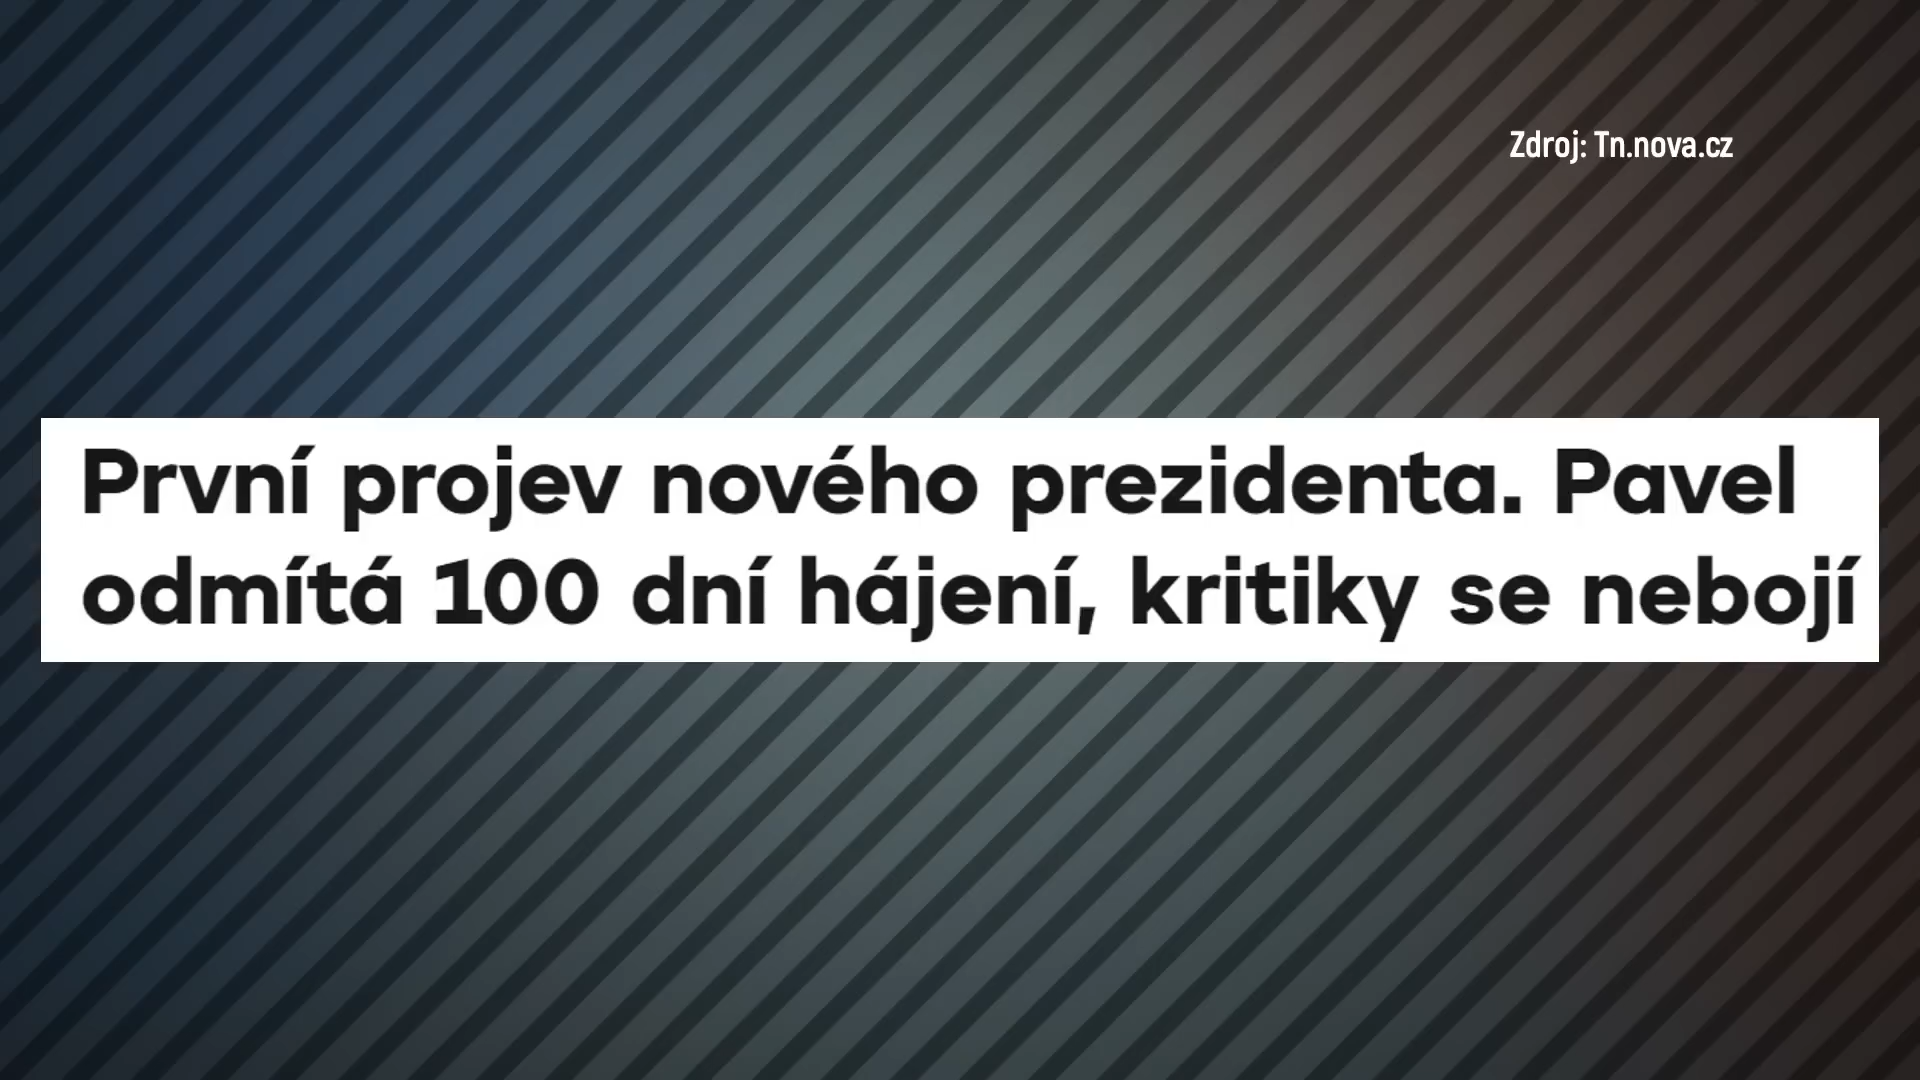 Zdroj: Tn.nova.cz
První projev nového prezidenta. Pavel
odmítá 100 dní hájení, kritiky se nebojí